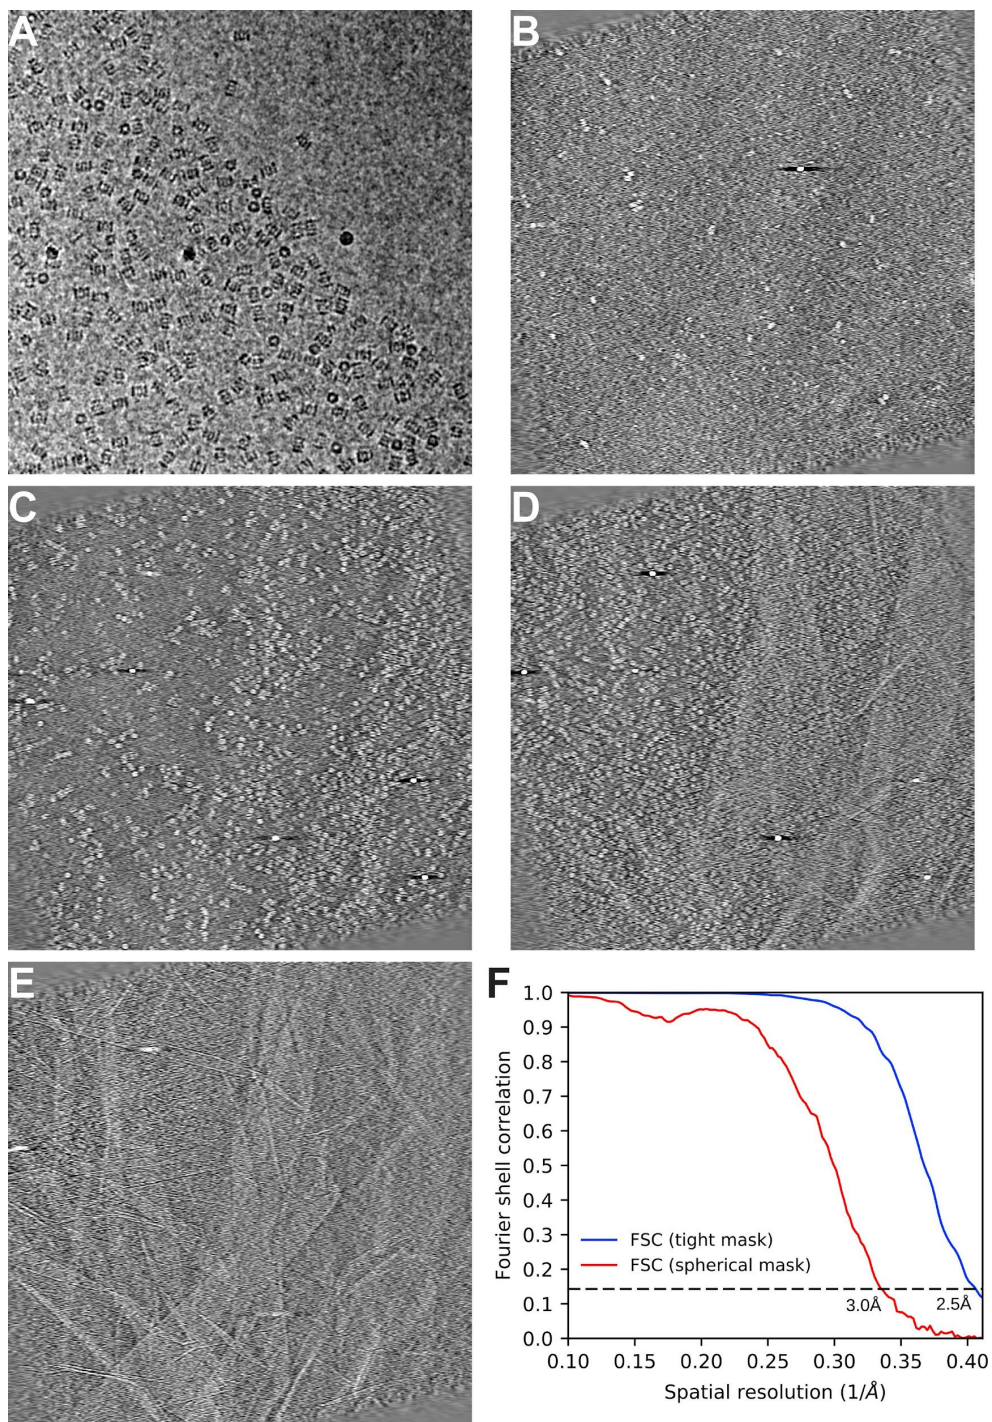 A
B
C
D
E
F
1.0
0.9
0.8
0.7
0.6
0.5
0.4
0.3
0.2
0.1
0.0
Fourier shell correlation
FSC (tight mask)
FSC (spherical mask)
3.0Å
2.5Å
0.10 0.15 0.20 0.25 0.30 0.35 0.40
Spatial resolution (1/Å)